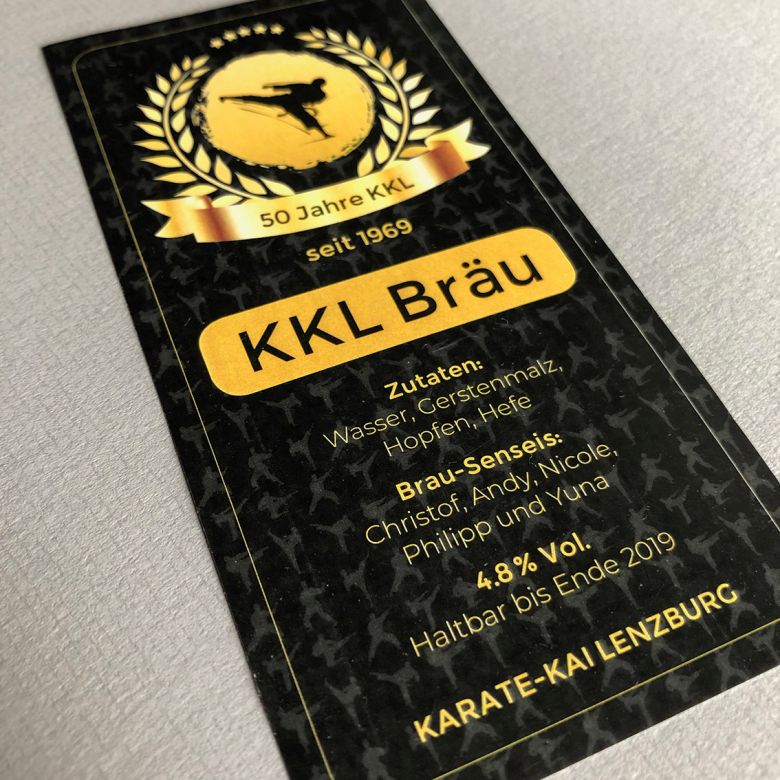 50 Jahre KKL
seit 1969
KKL Bräu
Zutaten:
Wasser, Gerstenmalz,
Hopfen, Hefe
Brau-Senseis:
Christof, Andy, Nicole,
Philipp und Yuna
4.8% Vol.
Haltbar bis Ende 2019
KARATE-KAI LENZBURG